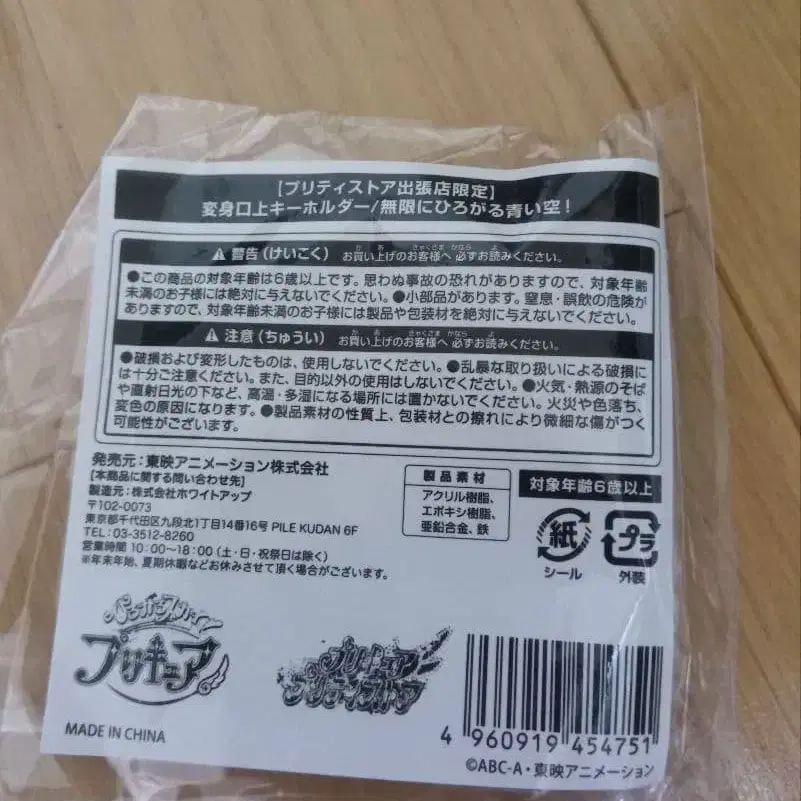 【プリティストア出張店限定】
変身口上キーホルダー/無限にひろがる青い空！
⚠ 警告（けいこく） お買い上げのお客様へ 必ずお読みください。
●この商品の対象年齢は6歳以上です。思わぬ事故の恐れがありますので、対象年齢
未満のお子様には絶対に与えないでください。●小部品があります。窒息・誤飲の危険が
ありますので、対象年齢未満のお子様には製品や包装材を絶対に与えないでください。
⚠ 注意（ちゅうい） お買い上げのお客様へ 必ずお読みください。
●破損および変形したものは、使用しないでください。●乱暴な取り扱いによる破損に
は十分ご注意ください。また、目的以外の使用はしないでください。●火気・熱源のそば
や直射日光の下など、高温・多湿になる場所には置かないでください。火災や色落ち、
変色の原因になります。●製品素材の性質上、包装材との擦れにより微細な傷がつく
可能性がございます。
発売元：東映アニメーション株式会社
【本商品に関する問い合わせ先】
製造元：株式会社ホワイトアップ
〒102-0073
東京都千代田区九段北1丁目14番16号 PILE KUDAN 6F
TEL：03-3512-8260
営業時間 10：00〜18：00（土・日・祝祭日は除く）
※年末年始、夏期休暇などお休みさせて頂く場合がございます。
製品素材
アクリル樹脂、
エポキシ樹脂、
亜鉛合金、鉄
対象年齢6歳以上
紙
シール
プラ
外装
ひろがるスカイ！
プリキュア
プリキュア
プリティストア
MADE IN CHINA
4 960919 454751
©ABC-A・東映アニメーション